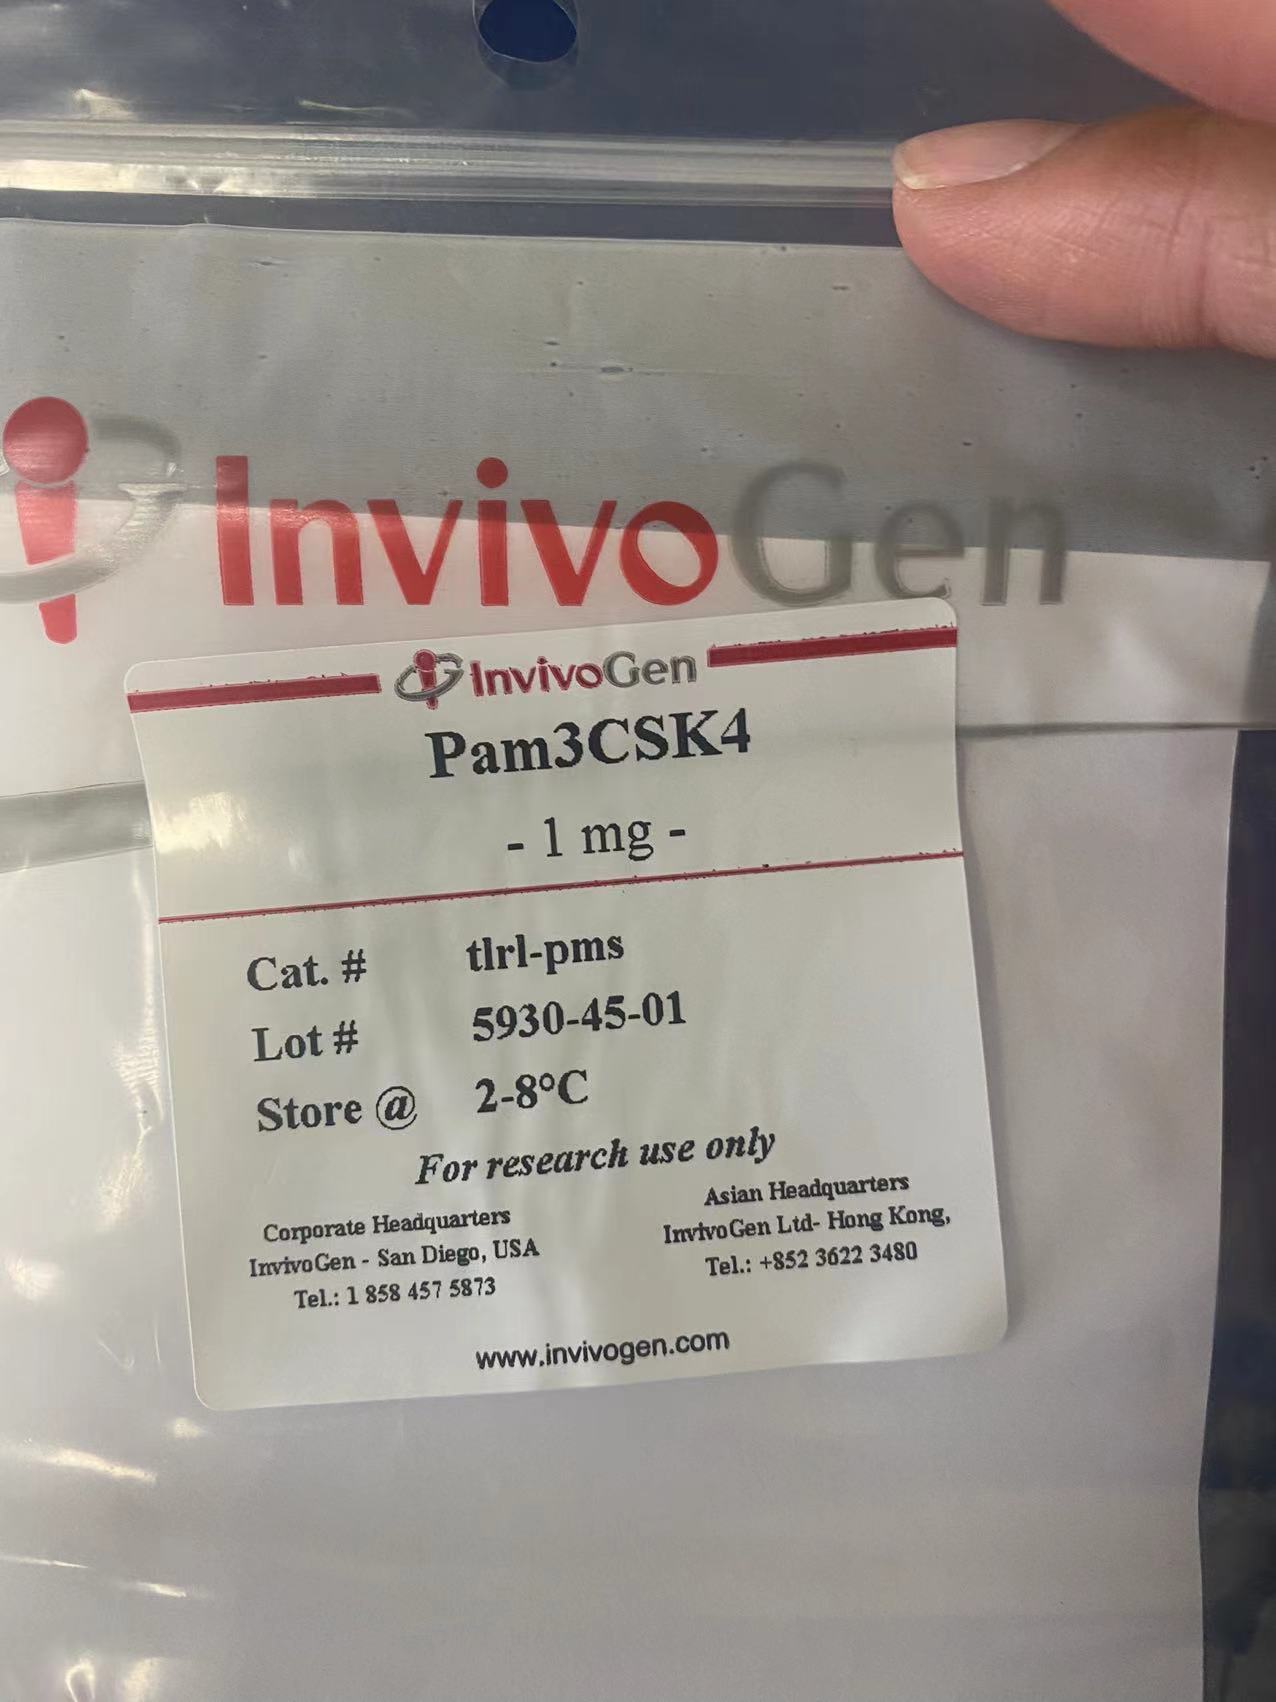 InvivoGen
InvivoGen
Pam3CSK4
- 1 mg -
Cat. # tlrl-pms
Lot # 5930-45-01
Store @ 2-8°C
For research use only
Corporate Headquarters
InvivoGen - San Diego, USA
Tel.: 1 858 457 5873
Asian Headquarters
InvivoGen Ltd- Hong Kong,
Tel.: +852 3622 3480
www.invivogen.com